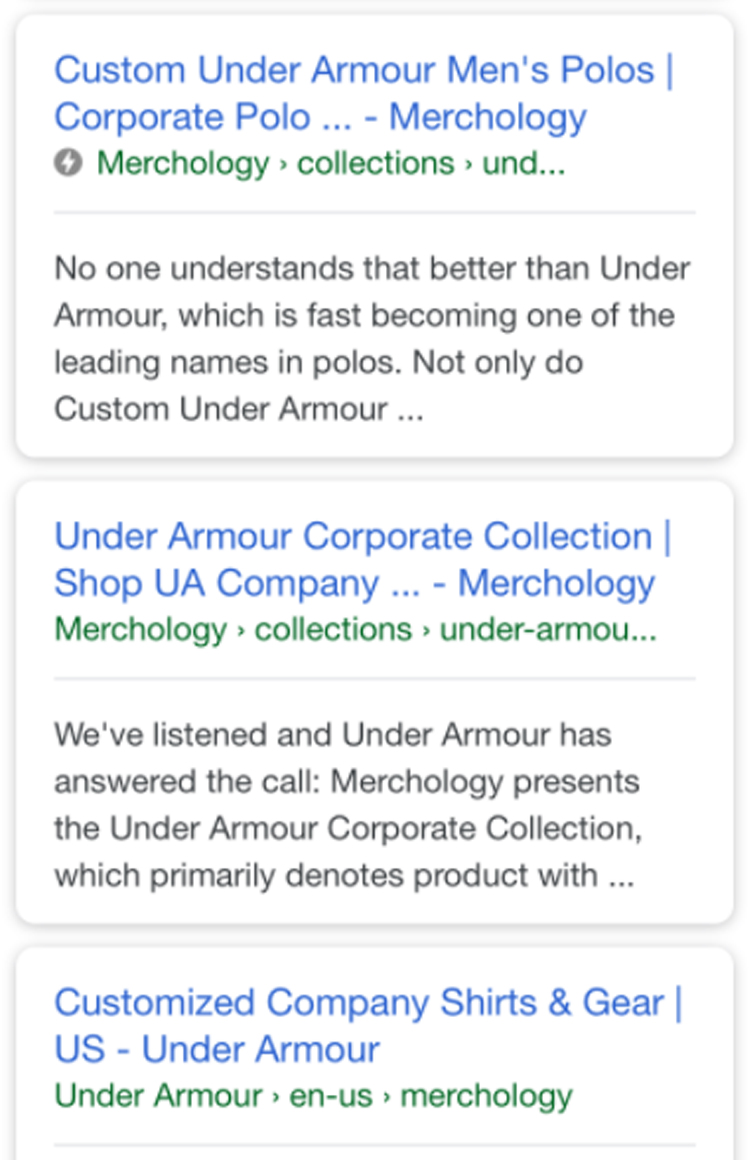 Custom Under Armour Men's Polos |
Corporate Polo ... - Merchology
Merchology › collections › und...
No one understands that better than Under
Armour, which is fast becoming one of the
leading names in polos. Not only do
Custom Under Armour ...
Under Armour Corporate Collection |
Shop UA Company ... - Merchology
Merchology › collections › under-armou...
We've listened and Under Armour has
answered the call: Merchology presents
the Under Armour Corporate Collection,
which primarily denotes product with ...
Customized Company Shirts & Gear |
US - Under Armour
Under Armour › en-us › merchology